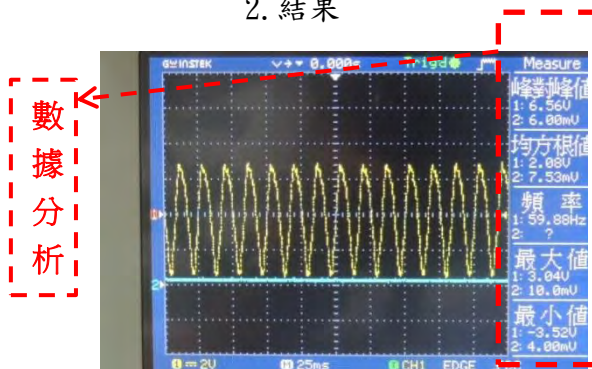 2.結果
數據分析
GWINSTEK 0.000s Trig'd
Measure
峰對峰值
1: 6.56V
2: 6.00mV
均方根值
1: 2.08V
2: 7.53mV
頻 率
1: 59.88Hz
2: ?
最大值
1: 3.04V
2: 10.0mV
最小值
1: -3.52V
2: 4.00mV
2
2V 25ms CH1 EDGE